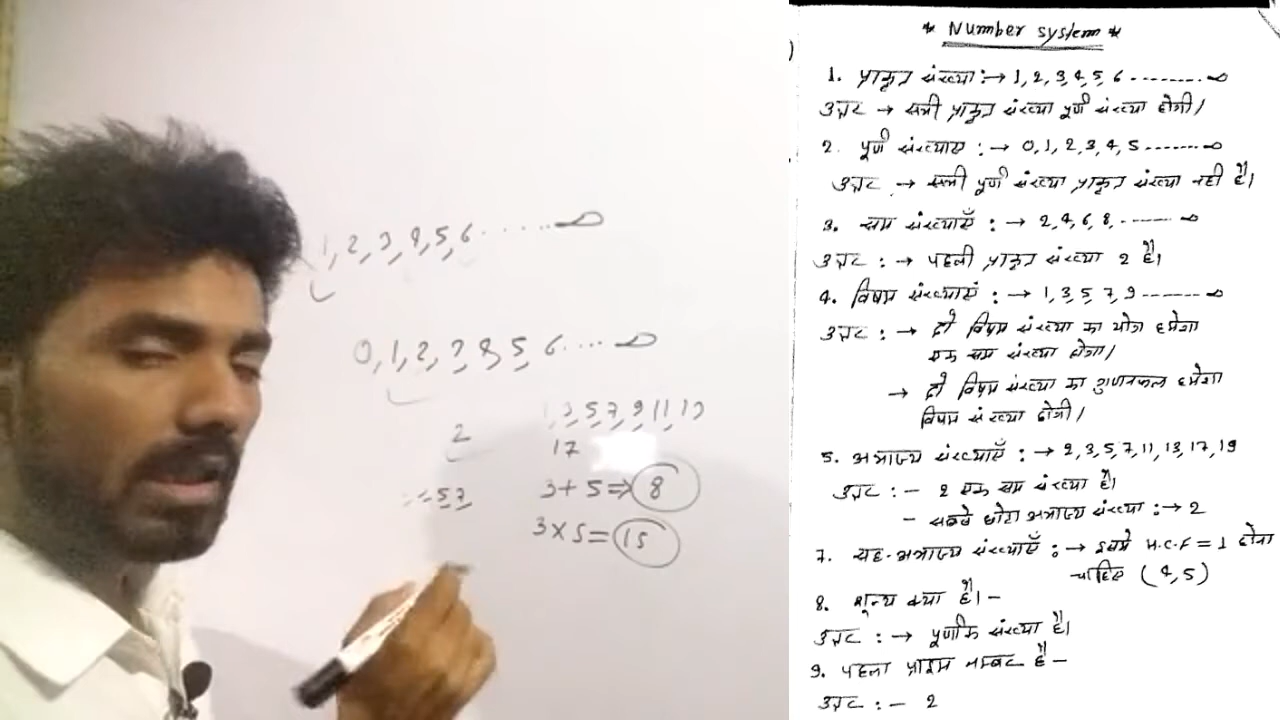 1, 2, 3, 4, 5, 6 ...... ∞
0, 1, 2, 3, 4, 5, 6 .... ∞
1, 3, 5, 7, 9, 11, 13
2
17
5 7
3 + 5 ⇒ 8
3 × 5 = 15
* Number system *
1. प्राकृत संख्या :→ 1, 2, 3, 4, 5, 6 --------- ∞
उत्तर → सभी प्राकृत संख्या पूर्ण संख्या होगी।
2. पूर्ण संख्याए :→ 0, 1, 2, 3, 4, 5 ------- ∞
उत्तर → सभी पूर्ण संख्या प्राकृत संख्या नही है।
3. सम संख्याएँ :→ 2, 4, 6, 8, ------ ∞
उत्तर :→ पहली प्राकृत संख्या 2 है।
4. विषम संख्याएं :→ 1, 3, 5, 7, 9 ------- ∞
उत्तर :→ दो विषम संख्या का योग हमेशा
एक सम संख्या होगा।
→ दो विषम संख्या का गुणनफल हमेशा
विषम संख्या होगी।
5. अभाज्य संख्याएँ :→ 2, 3, 5, 7, 11, 13, 17, 19
उत्तर :- 2 एक सम संख्या है।
- सबसे छोटा अभाज्य संख्या :→ 2
7. सह-अभाज्य संख्याएँ :→ इसमे H.C.F = 1 होना
चाहिए (4, 5)
8. शून्य क्या है। -
उत्तर :→ पूर्णांक संख्या है।
9. पहला प्राइम नम्बर है -
उत्तर :- 2